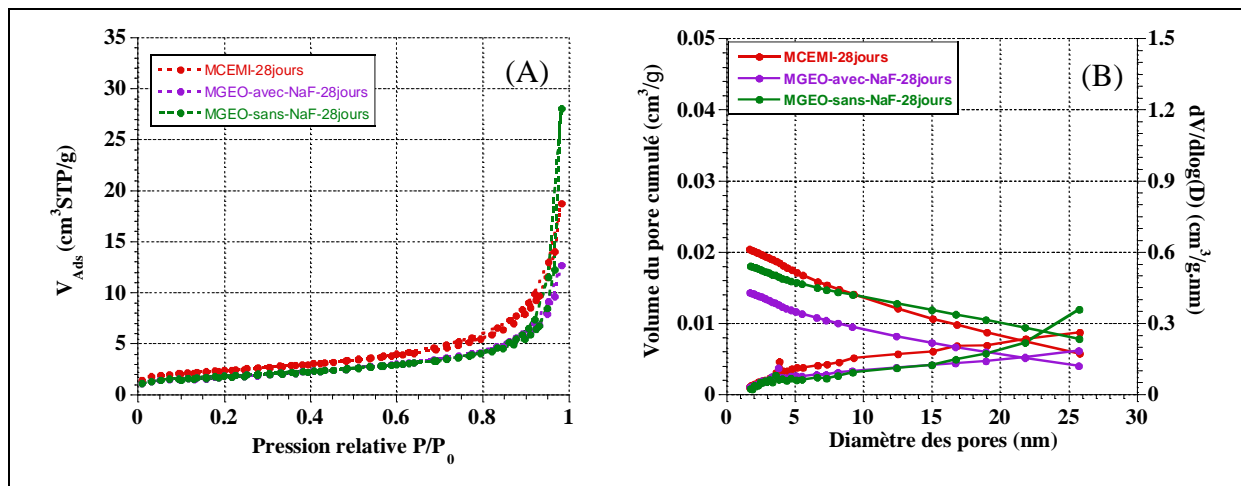 (A)
MCEMI-28jours
MGEO-avec-NaF-28jours
MGEO-sans-NaF-28jours
V_Ads (cm³STP/g)
35
30
25
20
15
10
5
0
0 0.2 0.4 0.6 0.8 1
Pression relative P/P₀
(B)
MCEMI-28jours
MGEO-avec-NaF-28jours
MGEO-sans-NaF-28jours
Volume du pore cumulé (cm³/g)
0.05
0.04
0.03
0.02
0.01
0
0 5 10 15 20 25 30
Diamètre des pores (nm)
1.5
1.2
0.9
0.6
0.3
0
dV/dlog(D) (cm³/g.nm)